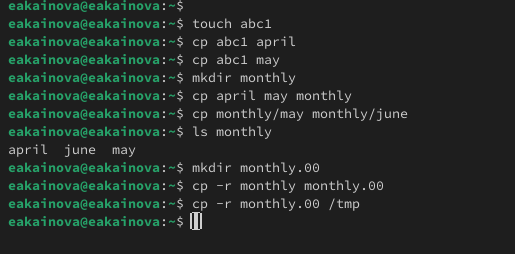 eakainova@eakainova:~$
eakainova@eakainova:~$ touch abc1
eakainova@eakainova:~$ cp abc1 april
eakainova@eakainova:~$ cp abc1 may
eakainova@eakainova:~$ mkdir monthly
eakainova@eakainova:~$ cp april may monthly
eakainova@eakainova:~$ cp monthly/may monthly/june
eakainova@eakainova:~$ ls monthly
april  june  may
eakainova@eakainova:~$ mkdir monthly.00
eakainova@eakainova:~$ cp -r monthly monthly.00
eakainova@eakainova:~$ cp -r monthly.00 /tmp
eakainova@eakainova:~$